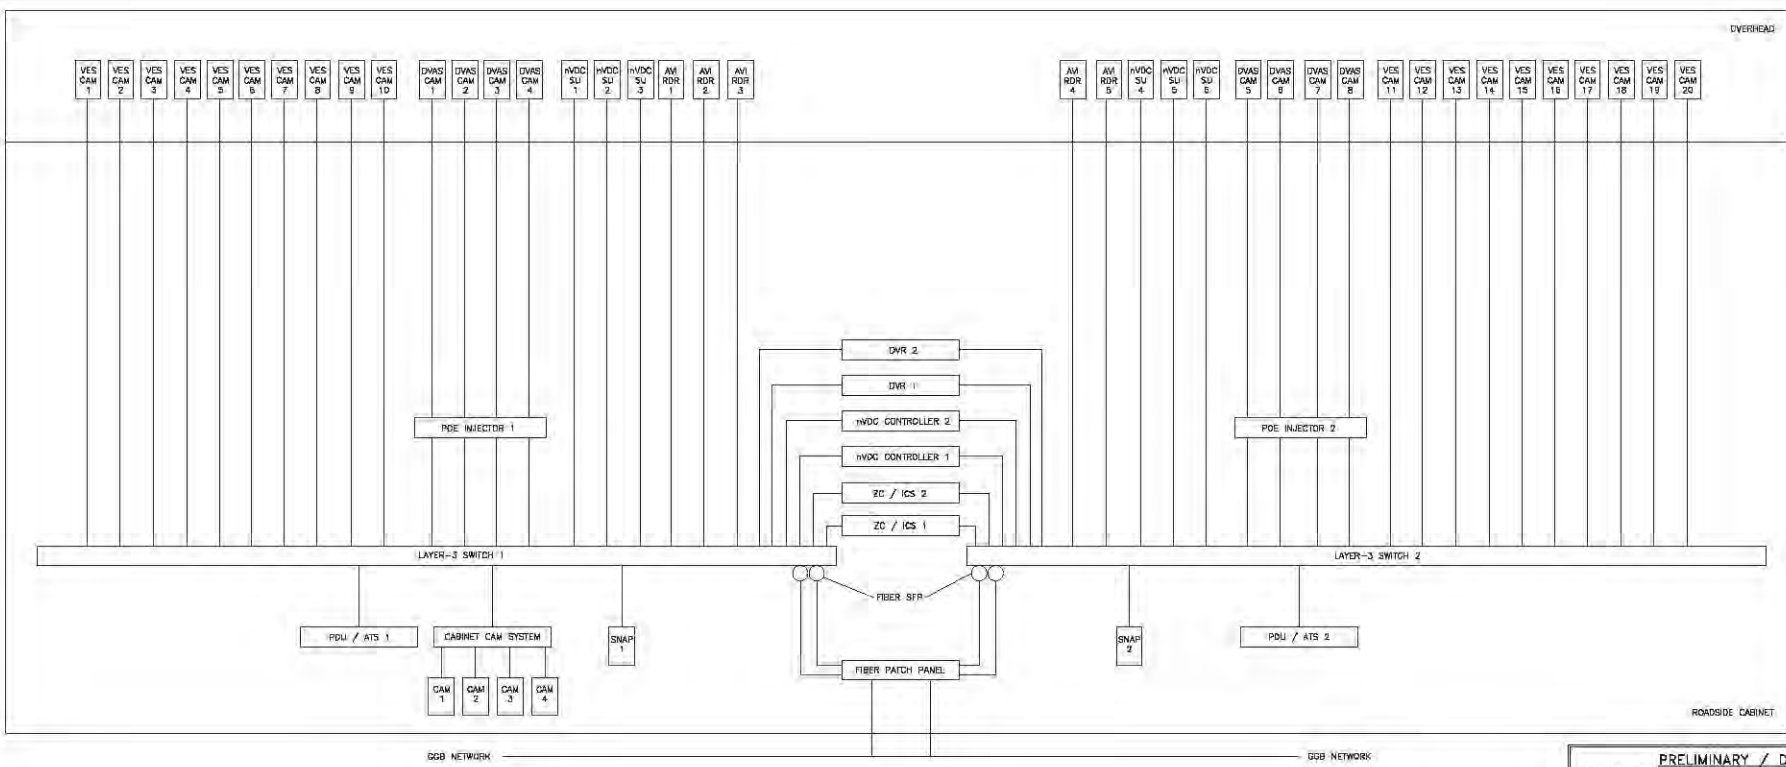 OVERHEAD
VES CAM 1
VES CAM 2
VES CAM 3
VES CAM 4
VES CAM 5
VES CAM 6
VES CAM 7
VES CAM 8
VES CAM 9
VES CAM 10
DVAS CAM 1
DVAS CAM 2
DVAS CAM 3
DVAS CAM 4
nVDC SU 1
nVDC SU 2
nVDC SU 3
AVI RDR 1
AVI RDR 2
AVI RDR 3
AVI RDR 4
AVI RDR 5
nVDC SU 4
nVDC SU 5
nVDC SU 6
DVAS CAM 5
DVAS CAM 6
DVAS CAM 7
DVAS CAM 8
VES CAM 11
VES CAM 12
VES CAM 13
VES CAM 14
VES CAM 15
VES CAM 16
VES CAM 17
VES CAM 18
VES CAM 19
VES CAM 20
DVR 2
DVR 1
POE INJECTOR 1
nVDC CONTROLLER 2
POE INJECTOR 2
nVDC CONTROLLER 1
ZC / ICS 2
ZC / ICS 1
LAYER-3 SWITCH 1
LAYER-3 SWITCH 2
FIBER SFP
PDU / ATS 1
CABINET CAM SYSTEM
SNAP 1
SNAP 2
PDU / ATS 2
FIBER PATCH PANEL
CAM 1
CAM 2
CAM 3
CAM 4
ROADSIDE CABINET
GGB NETWORK
GGB NETWORK
PRELIMINARY / D